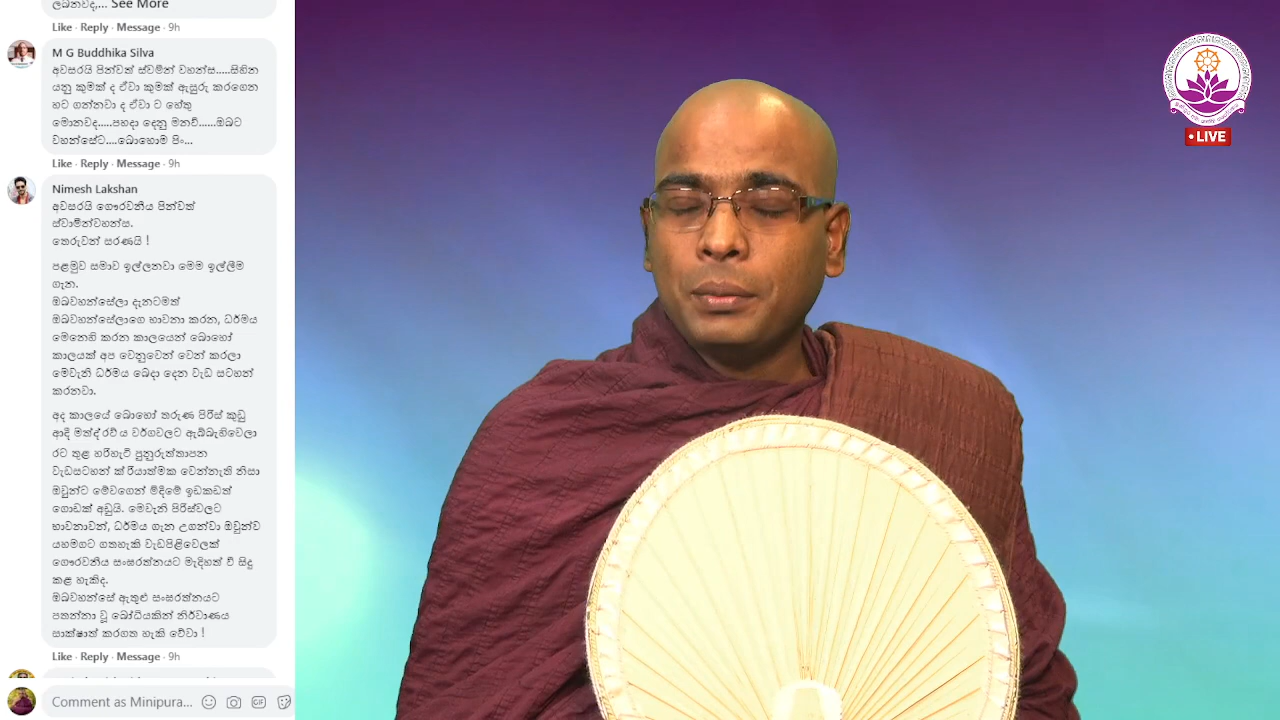 ලබනවද,... See More
Like · Reply · Message · 9h
M G Buddhika Silva
අවසරයි පින්වත් ස්වමින් වහන්ස.....සිහින
යනු කුමක් ද ඒවා කුමක් ඇසුරු කරගෙන
හට ගන්නවා ද ඒවා ව හේතු
මොනවද.....පහදා දෙනු මනවි......ඔබට
වහන්සේට....බොහොම පිං...
Like · Reply · Message · 9h
Nimesh Lakshan
අවසරයි ගෞරවනීය පින්වත්
ස්වාමීන්වහන්ස.
තෙරුවන් සරණයි !
පළමුව සමාව ඉල්ලනවා මෙම ඉල්ලීම
ගැන.
ඔබවහන්සේලා දැනටමත්
ඔබවහන්සේලාගෙ භාවනා කරන, ධර්මය
මෙනෙහි කරන කාලයෙන් බොහෝ
කාලයක් අප වෙනුවෙන් වෙන් කරලා
මෙවැනි ධර්මය බෙදා දෙන වැඩ සටහන්
කරනවා.
අද කාලයේ බොහෝ තරුණ පිරිස් කුඩු
ආදි මත්ද්‍රව්‍ය වර්ගවලට ඇබ්බැහිවෙලා
රට තුළ හරිහැටි පුනුරුත්තාපන
වැඩසටහන් ක්‍රියාත්මක වෙන්නැති නිසා
ඔවුන්ට මේවගෙන් මිදීමේ ඉඩකඩත්
ගොඩක් අඩුයි. මෙවැනි පිරිස්වලට
භාවනාවන්, ධර්මය ගැන උගන්වා ඔවුන්ව
යහමගට ගතහැකි වැඩපිළිවෙලක්
ගෞරවනීය සංඝරත්නයට මැදිහත් වී සිදු
කළ හැකිද.
ඔබවහන්සේ ඇතුළු සංඝරත්නයට
පතන්නා වූ බෝධියකින් නිර්වාණය
සාක්ෂාත් කරගත හැකි වේවා !
Like · Reply · Message · 9h
Comment as Minipura...
GIF
• LIVE